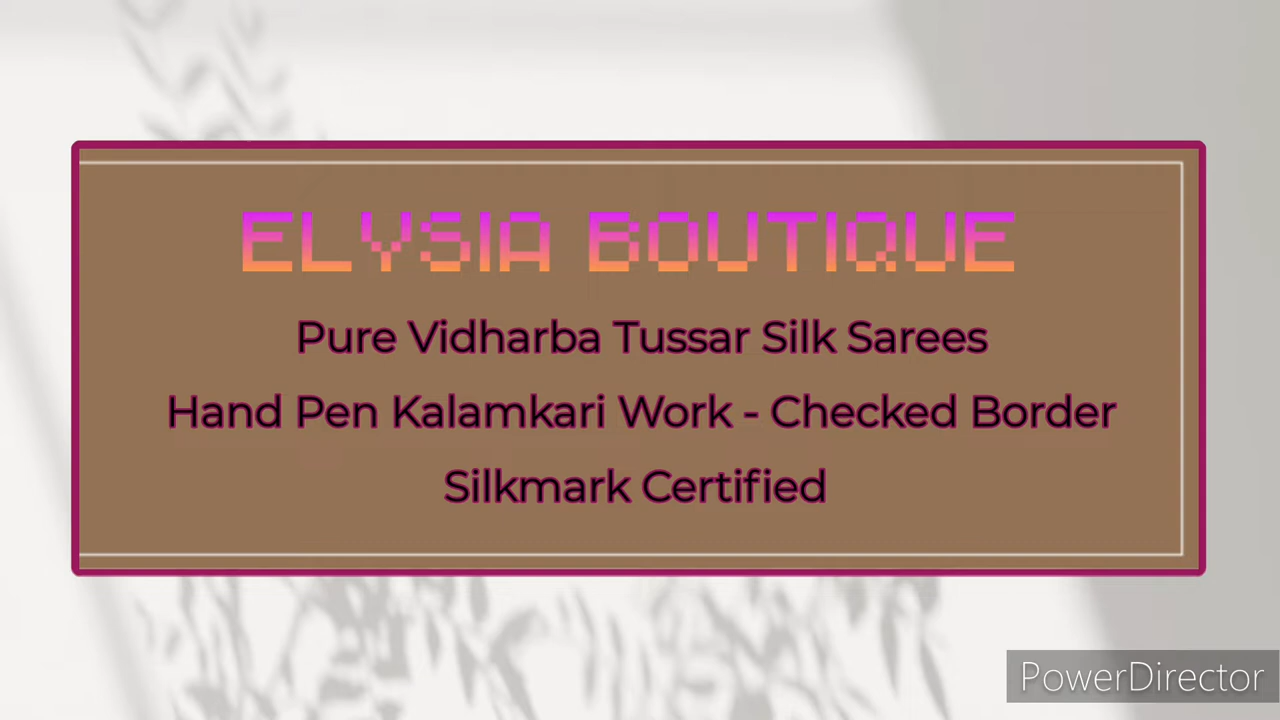 ELYSIA BOUTIQUE
Pure Vidharba Tussar Silk Sarees
Hand Pen Kalamkari Work - Checked Border
Silkmark Certified
PowerDirector